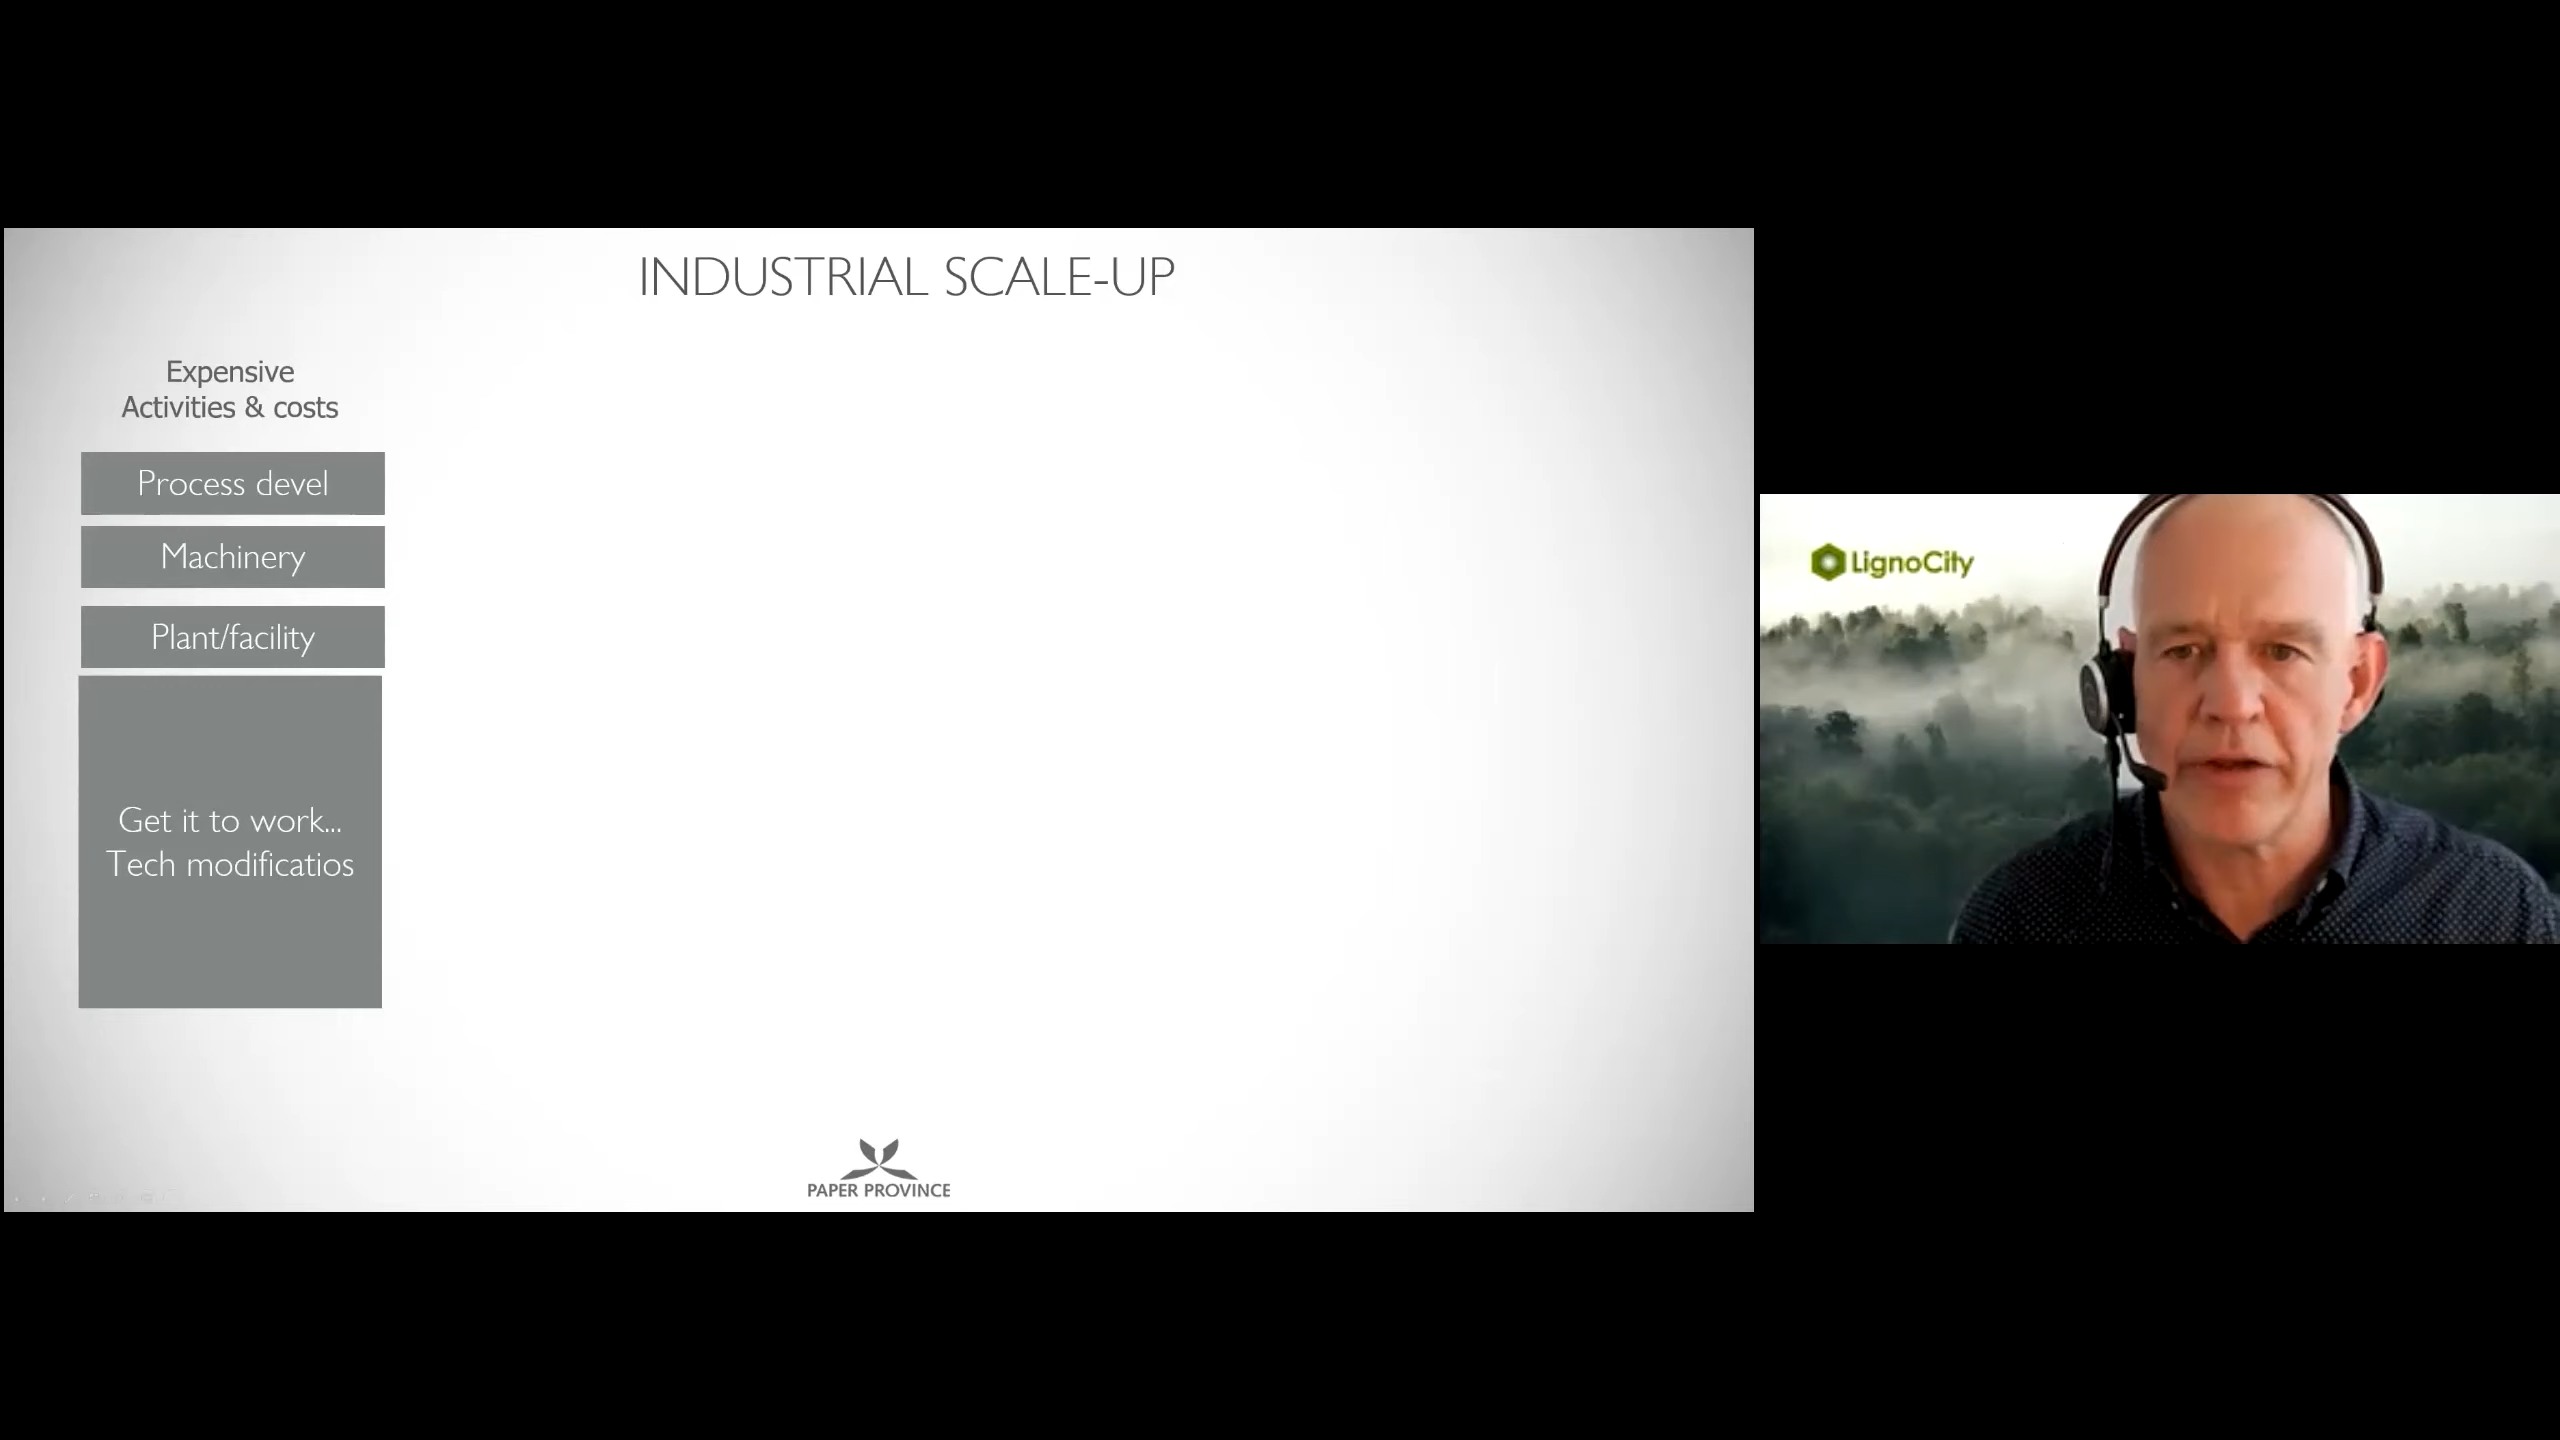 INDUSTRIAL SCALE-UP
Expensive
Activities & costs
Process devel
Machinery
Plant/facility
Get it to work...
Tech modificatios
PAPER PROVINCE
LignoCity